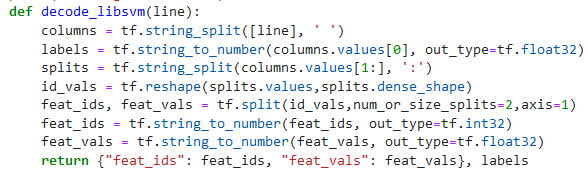 def decode_libsvm(line):
    columns = tf.string_split([line], ' ')
    labels = tf.string_to_number(columns.values[0], out_type=tf.float32)
    splits = tf.string_split(columns.values[1:], ':')
    id_vals = tf.reshape(splits.values,splits.dense_shape)
    feat_ids, feat_vals = tf.split(id_vals,num_or_size_splits=2,axis=1)
    feat_ids = tf.string_to_number(feat_ids, out_type=tf.int32)
    feat_vals = tf.string_to_number(feat_vals, out_type=tf.float32)
    return {"feat_ids": feat_ids, "feat_vals": feat_vals}, labels